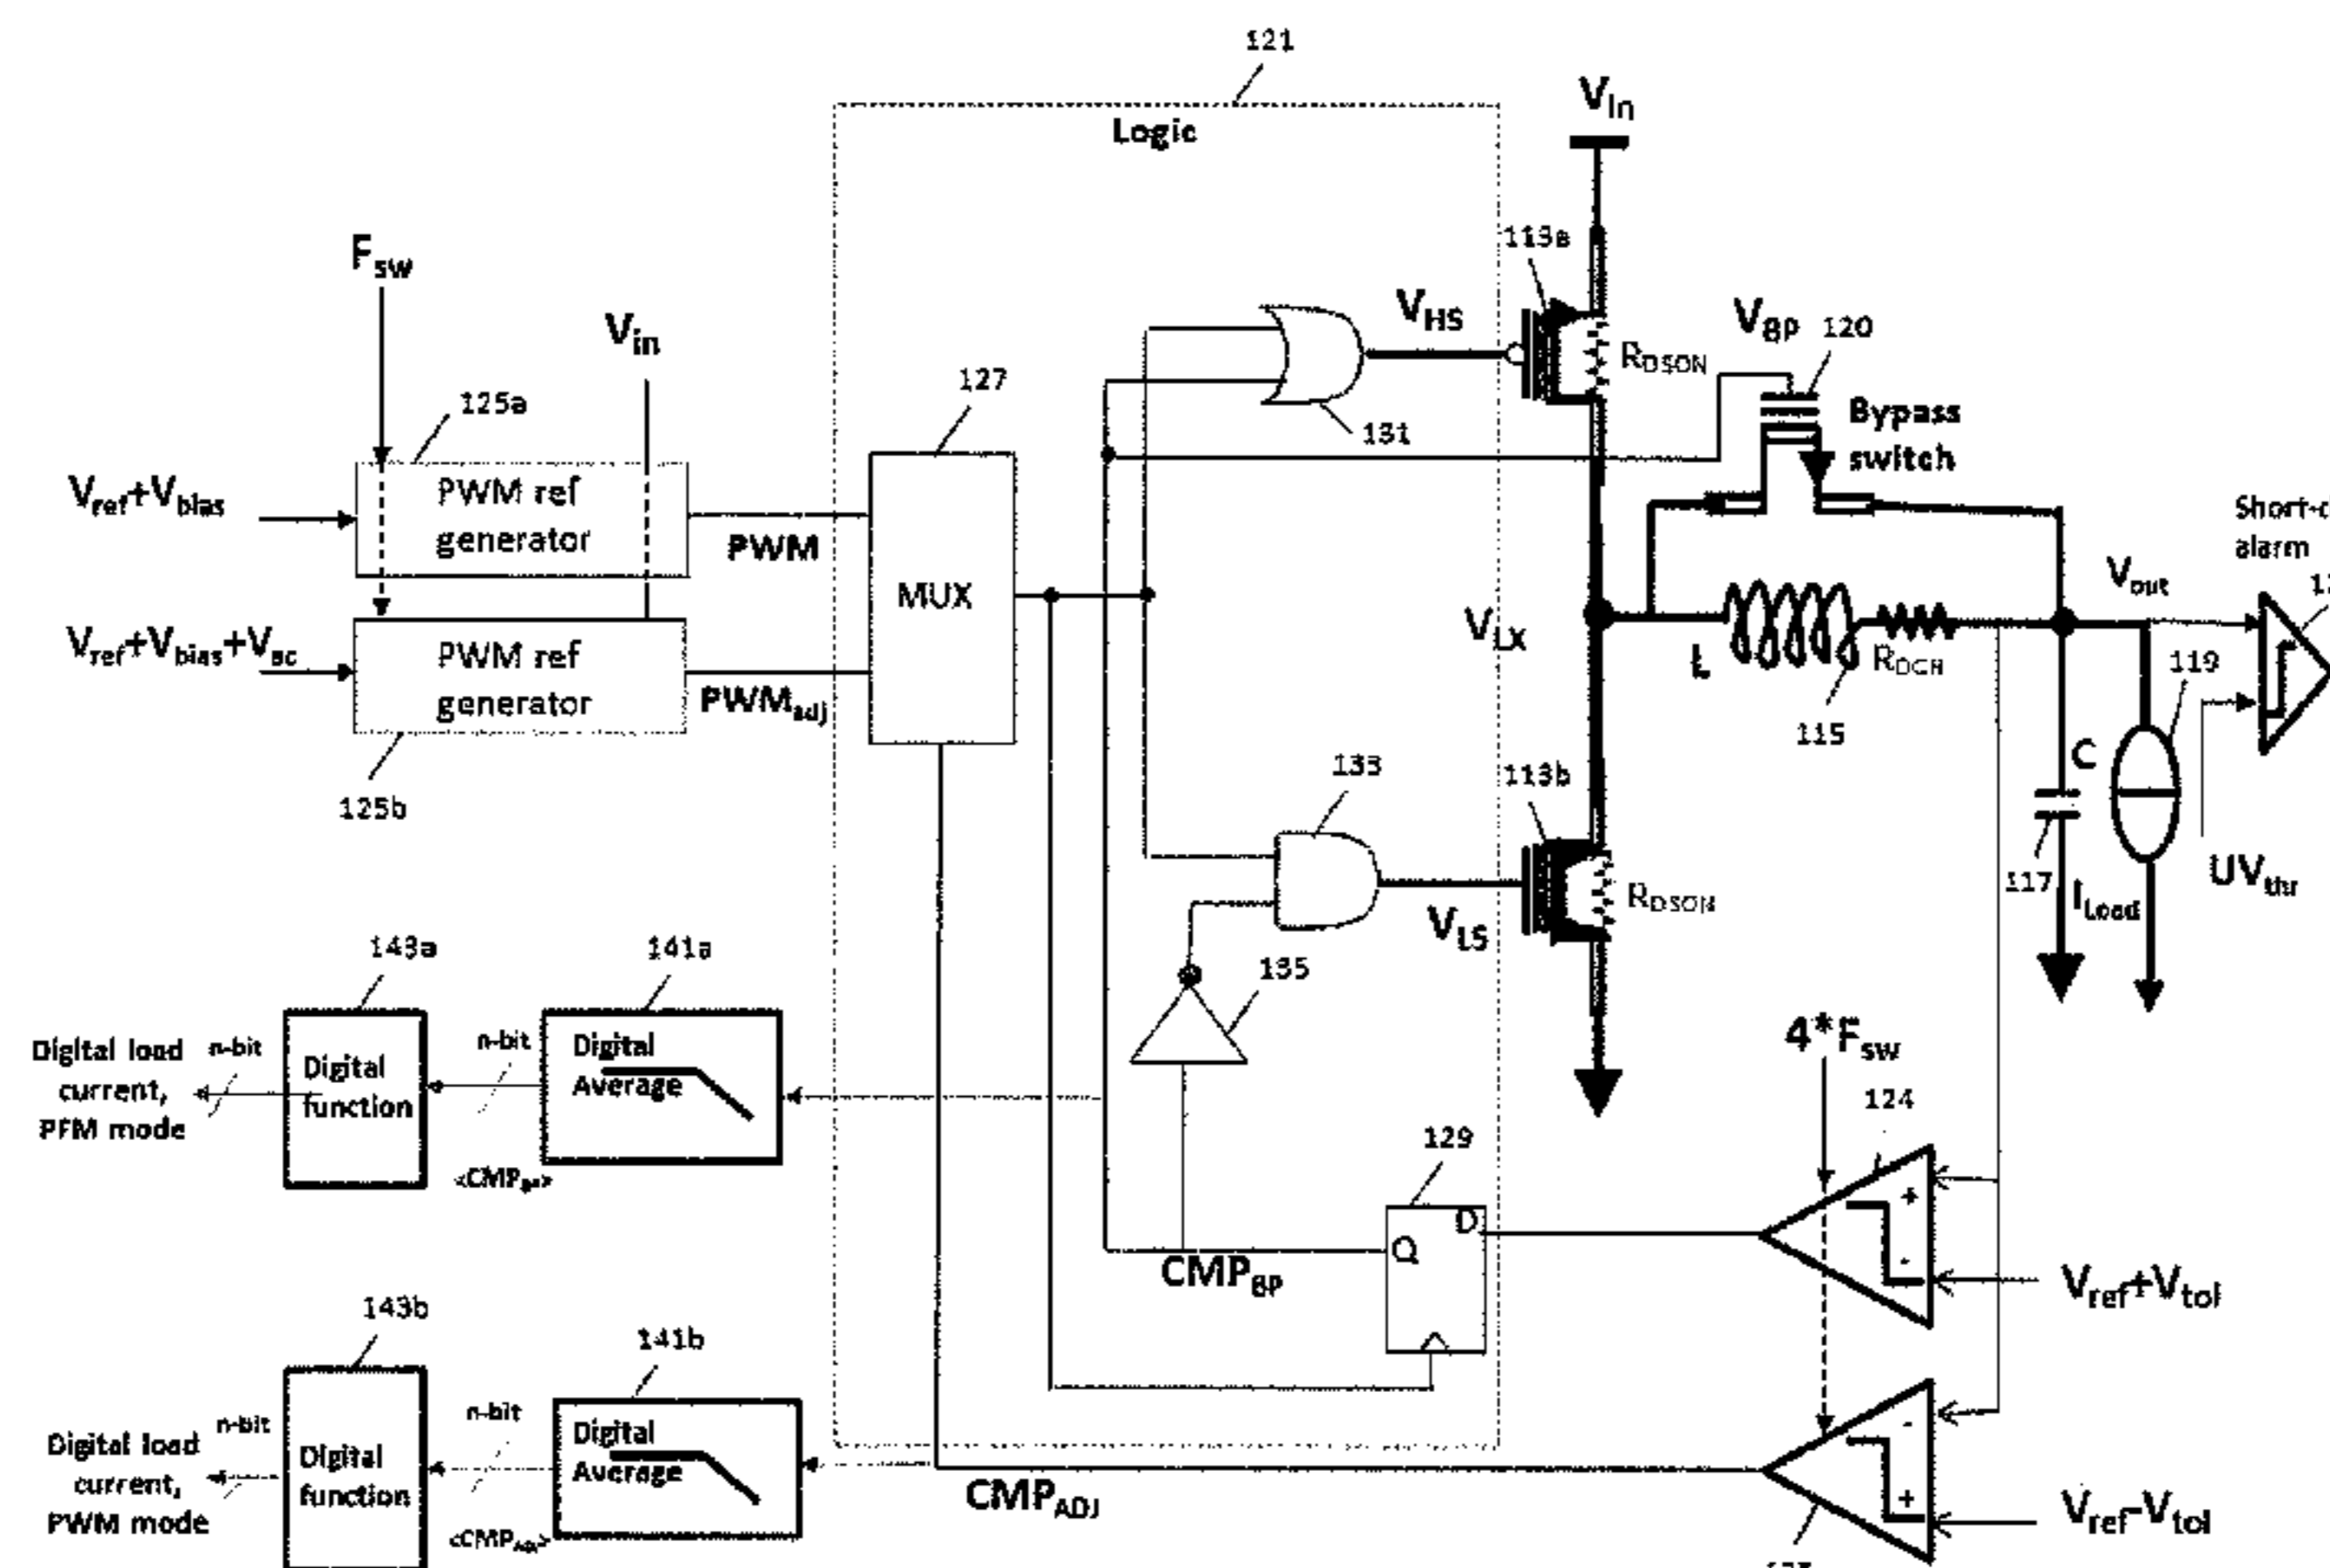 121
Logic
Vin
Fsw
Vin
113a
VHS
RDSON
VBP
120
Bypass
switch
131
127
125a
Vref+Vbias
PWM ref
generator
PWM
MUX
Vref+Vbias+Vac
PWM ref
generator
PWMadj
125b
VLX
L
115
Vout
alarm
119
C
117
ILoad
UVthr
133
113b
VLS
RDSON
135
143a
141a
Digital load
current,
PFM mode
n-bit
Digital
function
n-bit
Digital
Average
<CMPBP>
4*Fsw
124
129
D
Q
CMPBP
+
-
Vref+Vtol
143b
141b
Digital load
current,
PWM mode
n-bit
Digital
function
n-bit
Digital
Average
<CMPADJ>
CMPADJ
-
+
Vref-Vtol